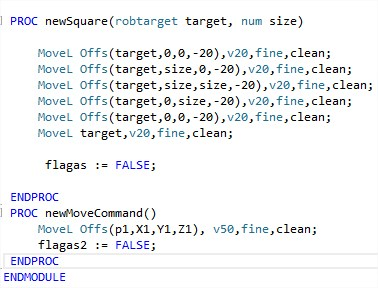 PROC newSquare(robtarget target, num size)
MoveL Offs(target,0,0,-20),v20,fine,clean;
MoveL Offs(target,size,0,-20),v20,fine,clean;
MoveL Offs(target,size,size,-20),v20,fine,clean;
MoveL Offs(target,0,size,-20),v20,fine,clean;
MoveL Offs(target,0,0,-20),v20,fine,clean;
MoveL target,v20,fine,clean;
flagas := FALSE;
ENDPROC
PROC newMoveCommand()
MoveL Offs(p1,X1,Y1,Z1), v50,fine,clean;
flagas2 := FALSE;
ENDPROC
ENDMODULE